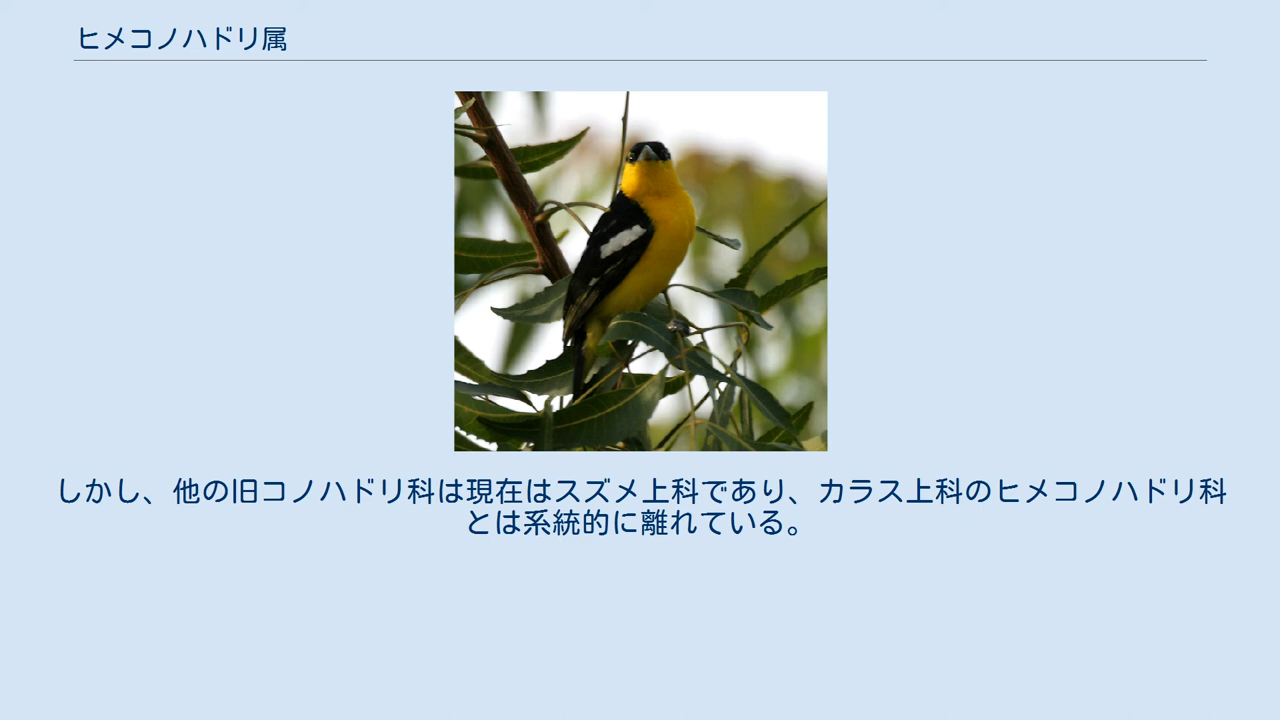 ヒメコノハドリ属
しかし、他の旧コノハドリ科は現在はスズメ上科であり、カラス上科のヒメコノハドリ科
とは系統的に離れている。